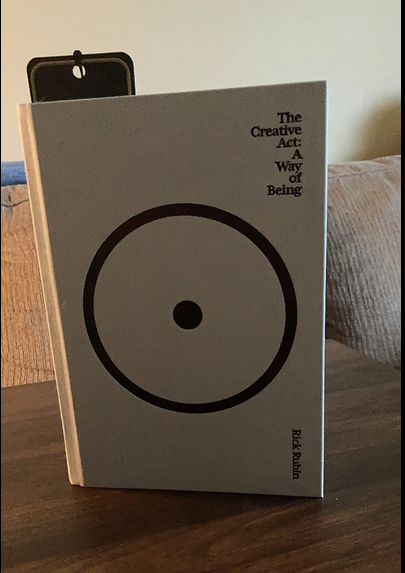 The
Creative
Act:
A
Way
of
Being
Rick Rubin